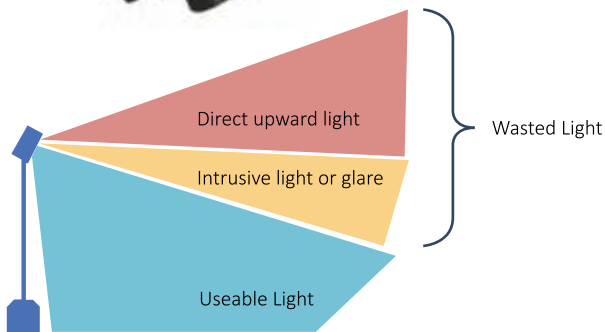 Direct upward light
Wasted Light
Intrusive light or glare
Useable Light